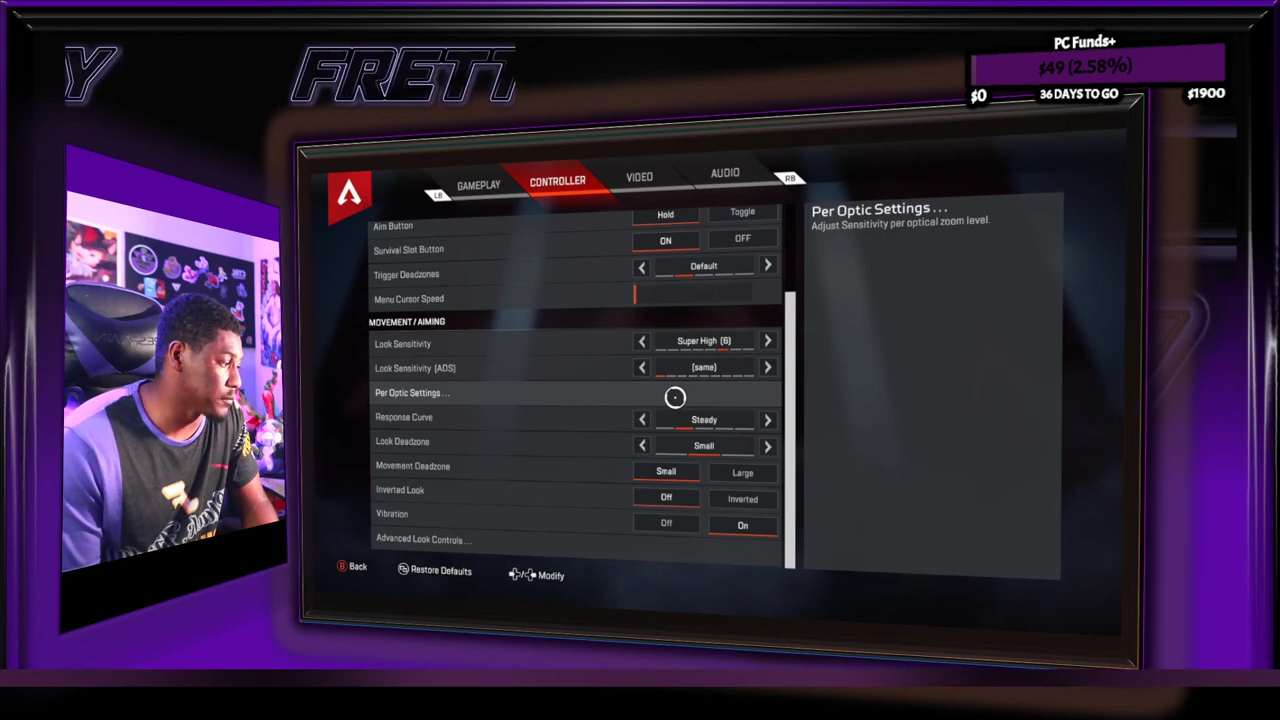 Y FRETT
PC Funds+
$49 (2.58%)
$0 36 DAYS TO GO $1900
LB GAMEPLAY CONTROLLER VIDEO AUDIO RB
Aim Button Hold Toggle
Survival Slot Button ON OFF
Trigger Deadzones Default
Menu Cursor Speed
MOVEMENT/AIMING
Look Sensitivity Super High (6)
Look Sensitivity (ADS) (same)
Per Optic Settings...
Response Curve Steady
Look Deadzone Small
Movement Deadzone Small Large
Inverted Look Off Inverted
Vibration Off On
Advanced Look Controls...
B Back Restore Defaults / Modify
Per Optic Settings...
Adjust Sensitivity per optical zoom level.